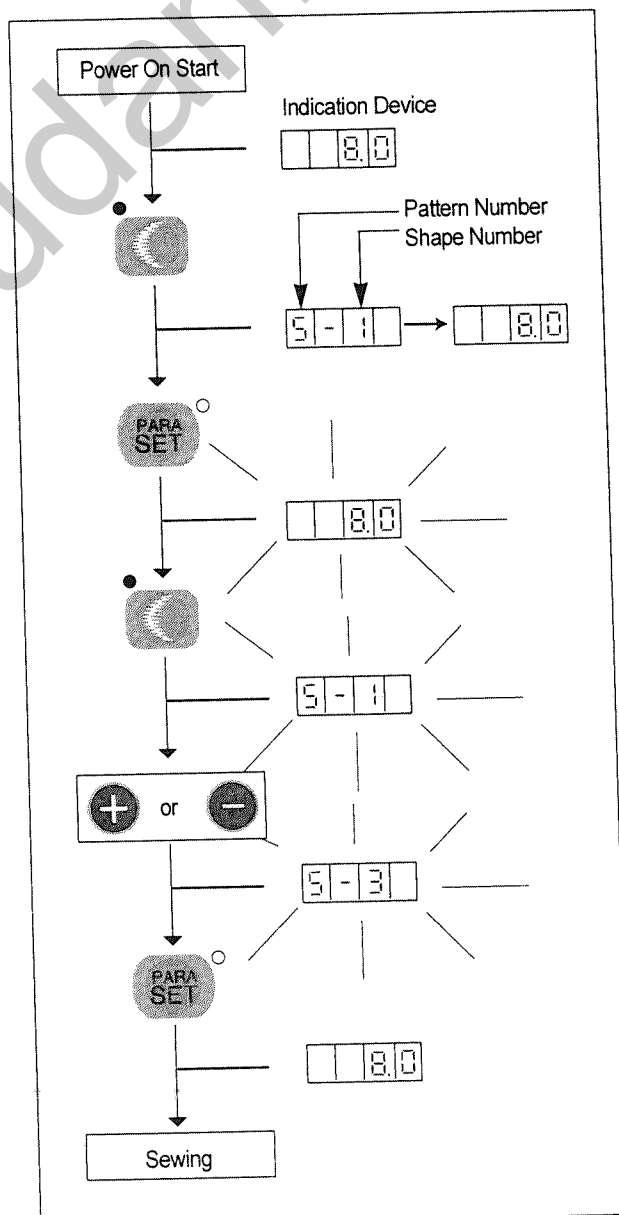 Power On Start
Indication Device
8.0
Pattern Number
Shape Number
5 - 1
8.0
PARA
SET
8.0
5 - 1
+ or -
5 - 3
PARA
SET
8.0
Sewing